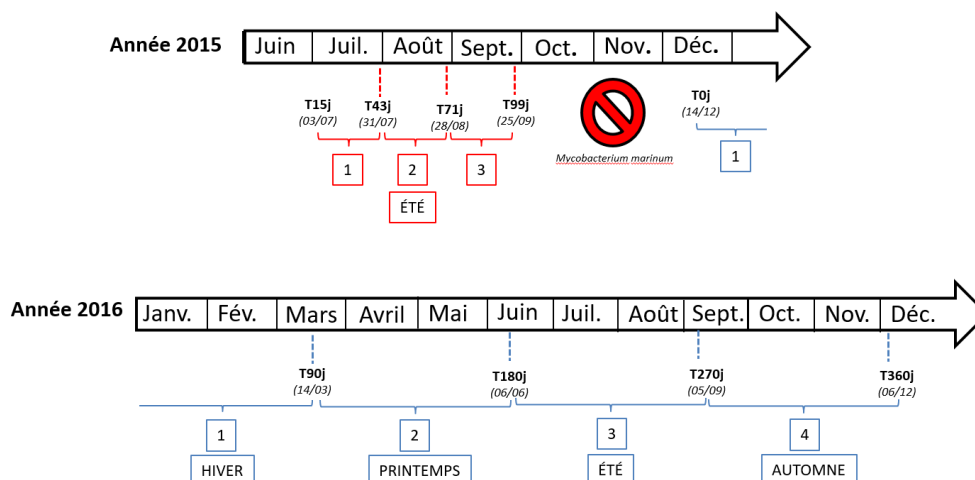 Année 2015
Juin Juil. Août Sept. Oct. Nov. Déc.
T15j T43j T71j T99j T0j
(03/07) (31/07) (28/08) (25/09) (14/12)
Mycobacterium marinum
1 2 3 1
ÉTÉ
Année 2016
Janv. Fév. Mars Avril Mai Juin Juil. Août Sept. Oct. Nov. Déc.
T90j T180j T270j T360j
(14/03) (06/06) (05/09) (06/12)
1 2 3 4
HIVER PRINTEMPS ÉTÉ AUTOMNE